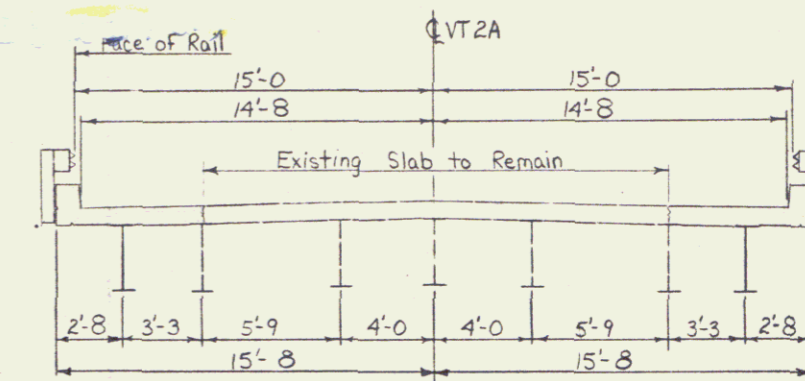 ℄ VT 2A
Face of Rail
15'-0 15'-0
14'-8 14'-8
Existing Slab to Remain
2'-8 3'-3 5'-9 4'-0 4'-0 5'-9 3'-3 2'-8
15'-8 15'-8